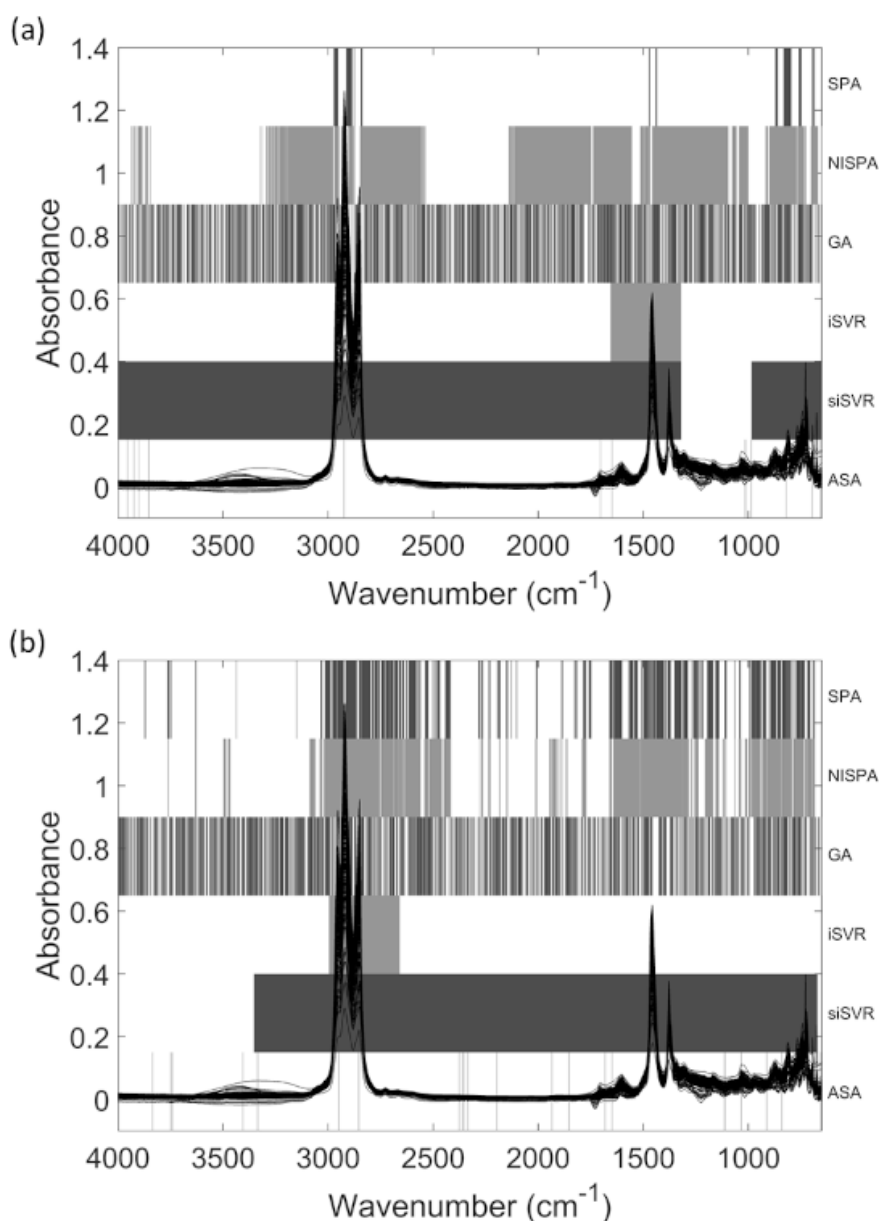 (a)
1.4
SPA
1.2
NISPA
1
Absorbance
0.8
GA
0.6
iSVR
0.4
siSVR
0.2
0
ASA
4000 3500 3000 2500 2000 1500 1000
Wavenumber (cm-1)
(b)
1.4
SPA
1.2
NISPA
1
Absorbance
0.8
GA
0.6
iSVR
0.4
siSVR
0.2
0
ASA
4000 3500 3000 2500 2000 1500 1000
Wavenumber (cm-1)